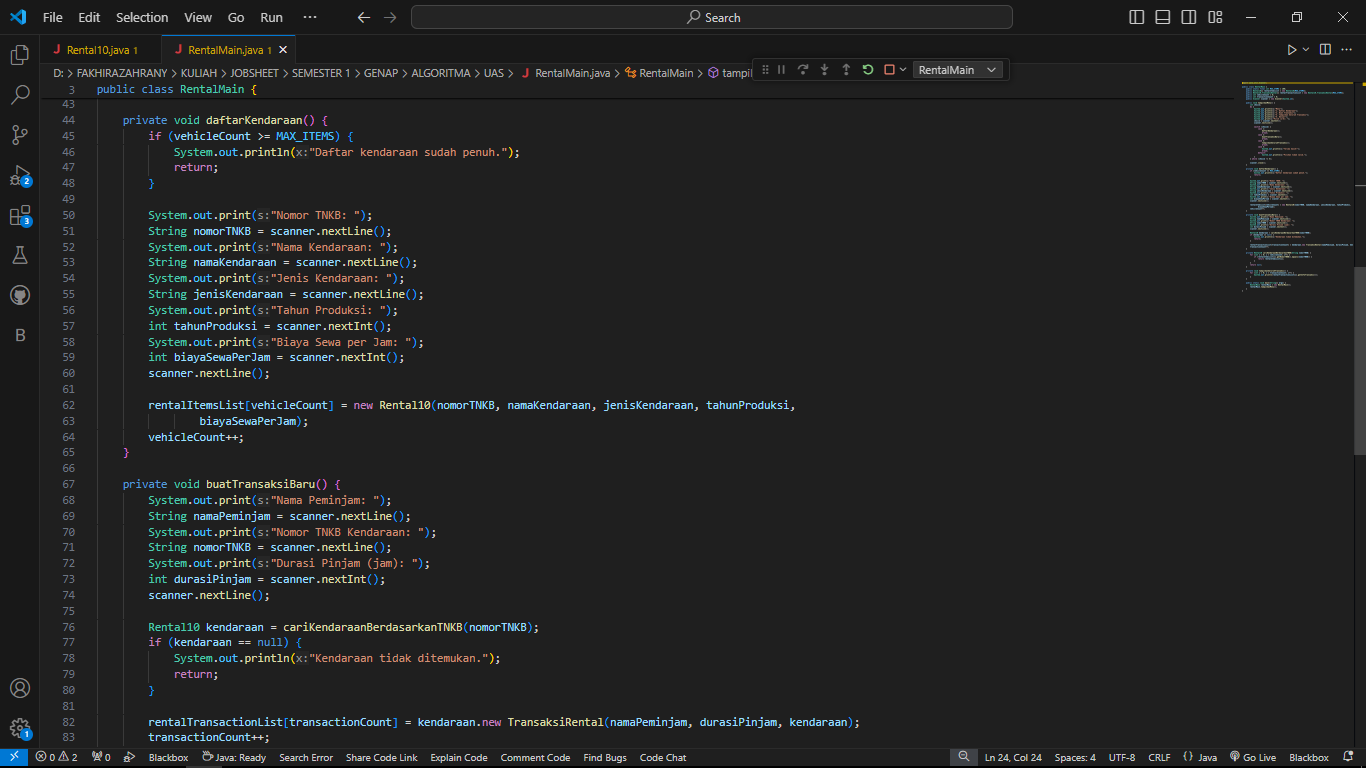 File Edit Selection View Go Run ··· Search
Rental10.java 1 RentalMain.java 1
D: > FAKHIRAZAHRANY > KULIAH > JOBSHEET > SEMESTER 1 > GENAP > ALGORITMA > UAS > RentalMain.java > RentalMain > tampil
RentalMain
3 public class RentalMain {
43
44 private void daftarKendaraan() {
45 if (vehicleCount >= MAX_ITEMS) {
46 System.out.println(x:"Daftar kendaraan sudah penuh.");
47 return;
48 }
49
50 System.out.print(s:"Nomor TNKB: ");
51 String nomorTNKB = scanner.nextLine();
52 System.out.print(s:"Nama Kendaraan: ");
53 String namaKendaraan = scanner.nextLine();
54 System.out.print(s:"Jenis Kendaraan: ");
55 String jenisKendaraan = scanner.nextLine();
56 System.out.print(s:"Tahun Produksi: ");
57 int tahunProduksi = scanner.nextInt();
58 System.out.print(s:"Biaya Sewa per Jam: ");
59 int biayaSewaPerJam = scanner.nextInt();
60 scanner.nextLine();
61
62 rentalItemsList[vehicleCount] = new Rental10(nomorTNKB, namaKendaraan, jenisKendaraan, tahunProduksi,
63 biayaSewaPerJam);
64 vehicleCount++;
65 }
66
67 private void buatTransaksiBaru() {
68 System.out.print(s:"Nama Peminjam: ");
69 String namaPeminjam = scanner.nextLine();
70 System.out.print(s:"Nomor TNKB Kendaraan: ");
71 String nomorTNKB = scanner.nextLine();
72 System.out.print(s:"Durasi Pinjam (jam): ");
73 int durasiPinjam = scanner.nextInt();
74 scanner.nextLine();
75
76 Rental10 kendaraan = cariKendaraanBerdasarkanTNKB(nomorTNKB);
77 if (kendaraan == null) {
78 System.out.println(x:"Kendaraan tidak ditemukan.");
79 return;
80 }
81
82 rentalTransactionList[transactionCount] = kendaraan.new TransaksiRental(namaPeminjam, durasiPinjam, kendaraan);
83 transactionCount++;
2
3
B
1
0 2 0 Blackbox Java: Ready Search Error Share Code Link Explain Code Comment Code Find Bugs Code Chat Ln 24, Col 24 Spaces: 4 UTF-8 CRLF {} Java Go Live Blackbox